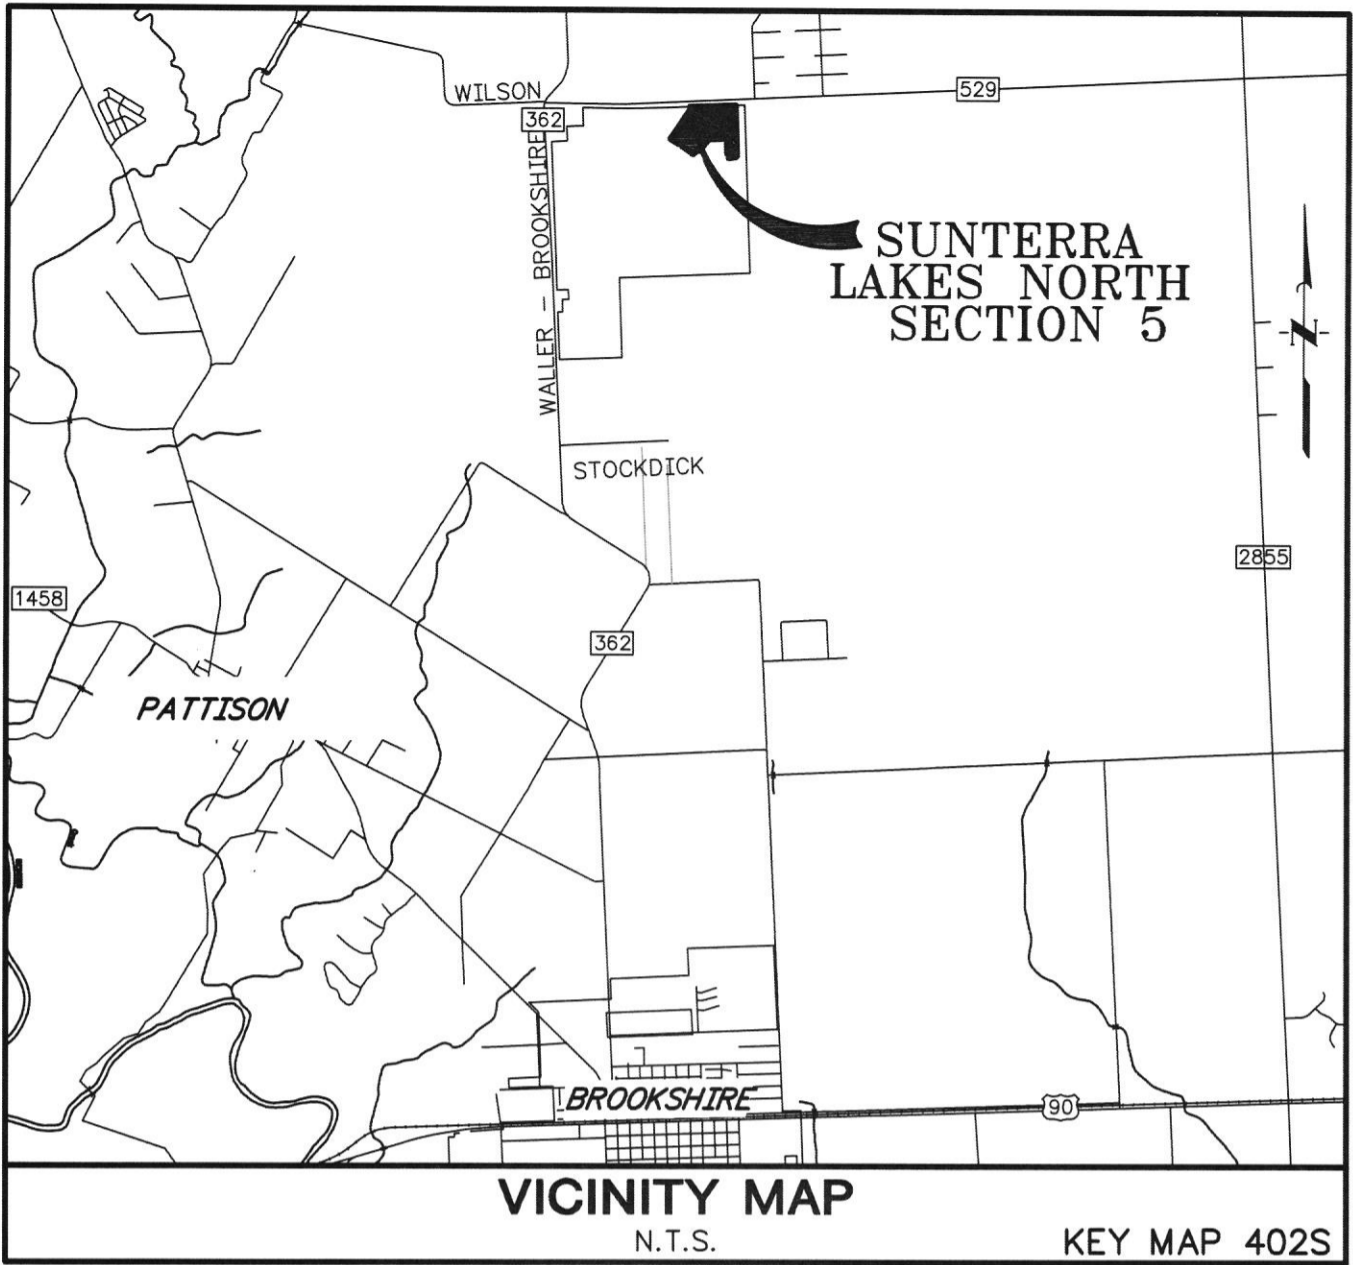 WILSON
529
362
WALLER - BROOKSHIRE
SUNTERRA
LAKES NORTH
SECTION 5
N
STOCKDICK
2855
1458
362
PATTISON
BROOKSHIRE
90
VICINITY MAP
N.T.S.
KEY MAP 402S